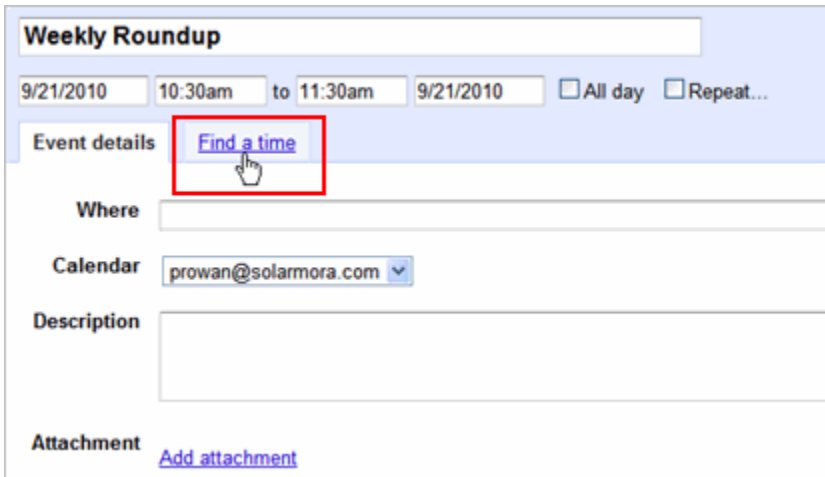 Weekly Roundup
9/21/2010 10:30am to 11:30am 9/21/2010 All day Repeat...
Event details Find a time
Where
Calendar prowan@solarmora.com
Description
Attachment Add attachment